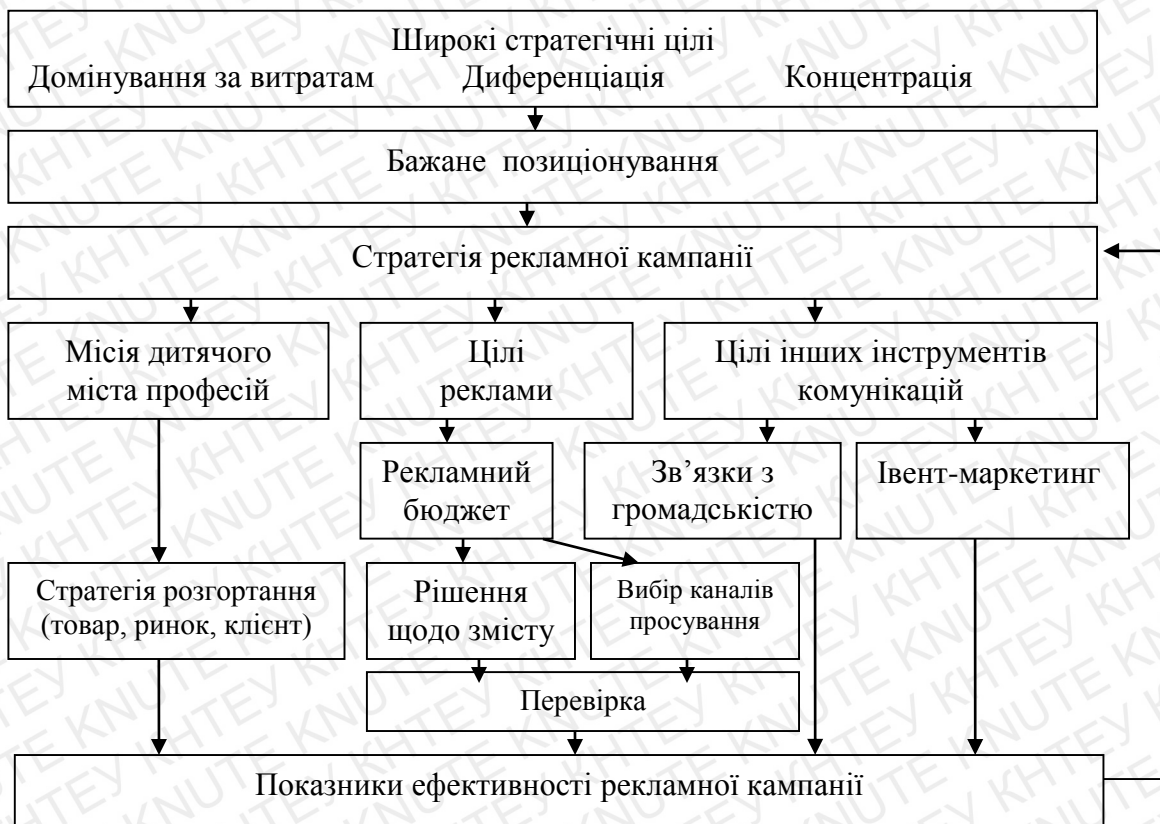 Широкі стратегічні цілі
Домінування за витратам Диференціація Концентрація
Бажане позиціонування
Стратегія рекламної кампанії
Місія дитячого
міста професій
Цілі
реклами
Цілі інших інструментів
комунікацій
Рекламний
бюджет
Зв’язки з
громадськістю
Івент-маркетинг
Стратегія розгортання
(товар, ринок, клієнт)
Рішення
щодо змісту
Вибір каналів
просування
Перевірка
Показники ефективності рекламної кампанії